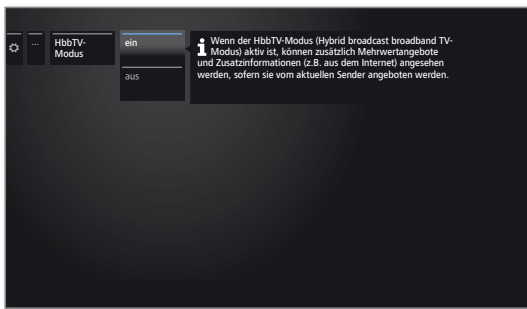 ...
HbbTV-
Modus
ein
aus
Wenn der HbbTV-Modus (Hybrid broadcast broadband TV-
Modus) aktiv ist, können zusätzlich Mehrwertangebote
und Zusatzinformationen (z.B. aus dem Internet) angesehen
werden, sofern sie vom aktuellen Sender angeboten werden.